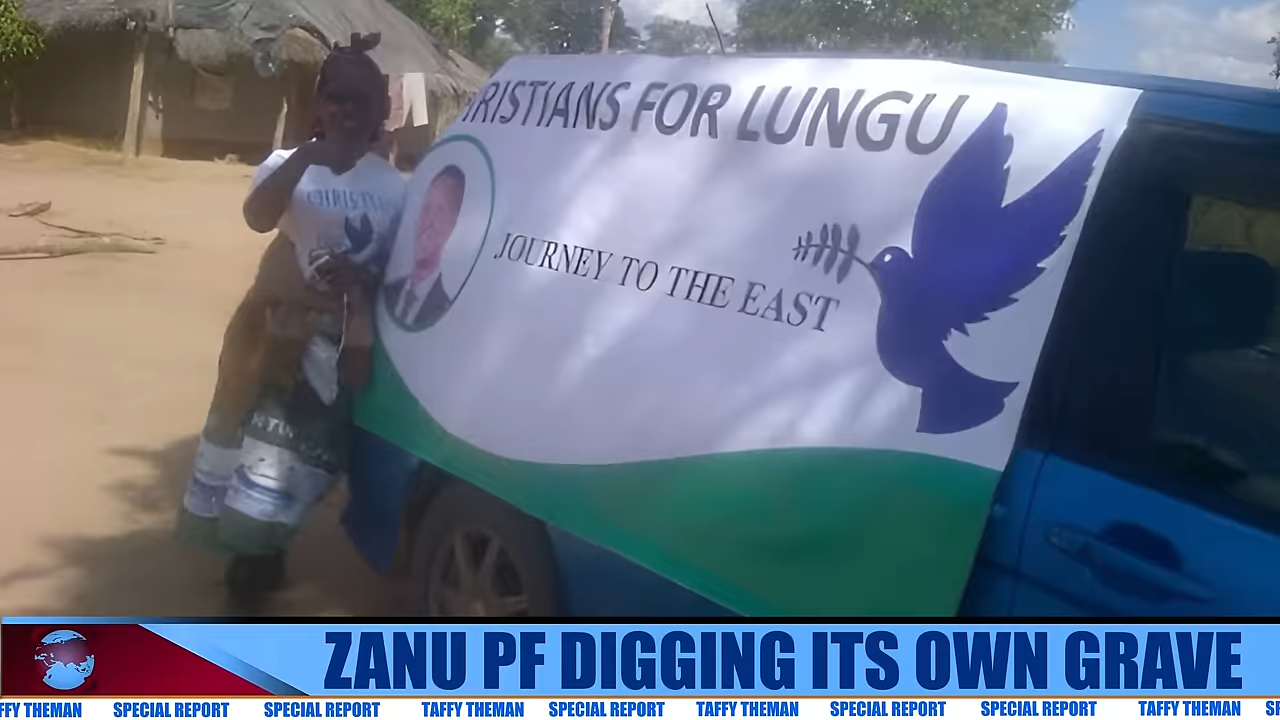 RISTIANS FOR LUNGU
CHRISTI
JOURNEY TO THE EAST
ZANU PF DIGGING ITS OWN GRAVE
FFY THEMAN SPECIAL REPORT SPECIAL REPORT TAFFY THEMAN SPECIAL REPORT TAFFY THEMAN SPECIAL REPORT SPECIAL REPORT TAFFY THEMAN S